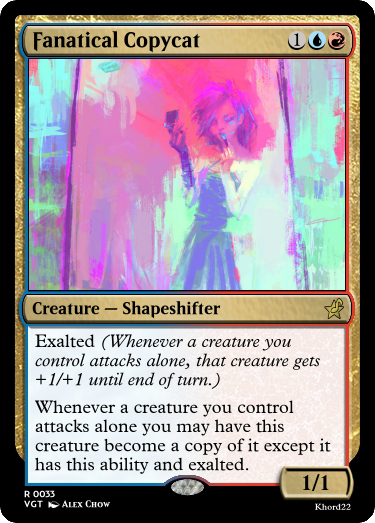 Fanatical Copycat 1
Creature — Shapeshifter
Exalted (Whenever a creature you
control attacks alone, that creature gets
+1/+1 until end of turn.)
Whenever a creature you control
attacks alone you may have this
creature become a copy of it except it
has this ability and exalted.
1/1
R 0033
VGT Alex Chow
Khord22